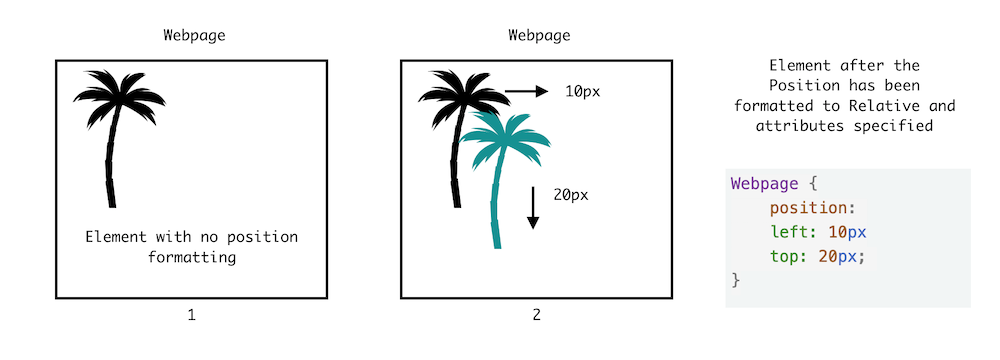 Webpage
Element with no position
formatting
1
Webpage
10px
20px
2
Element after the
Position has been
formatted to Relative and
attributes specified
Webpage {
    position:
    left: 10px
    top: 20px;
}